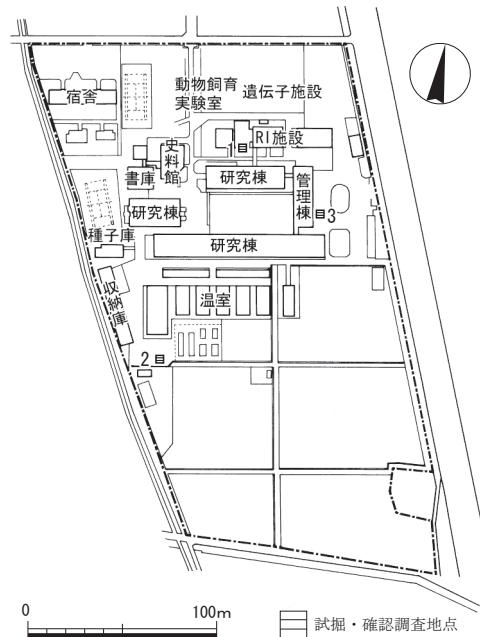 宿舎
動物飼育
実験室
遺伝子施設
RI施設
史料館
書庫
研究棟
管理棟
研究棟
3
種子庫
研究棟
収納庫
温室
2
0
100m
試掘・確認調査地点